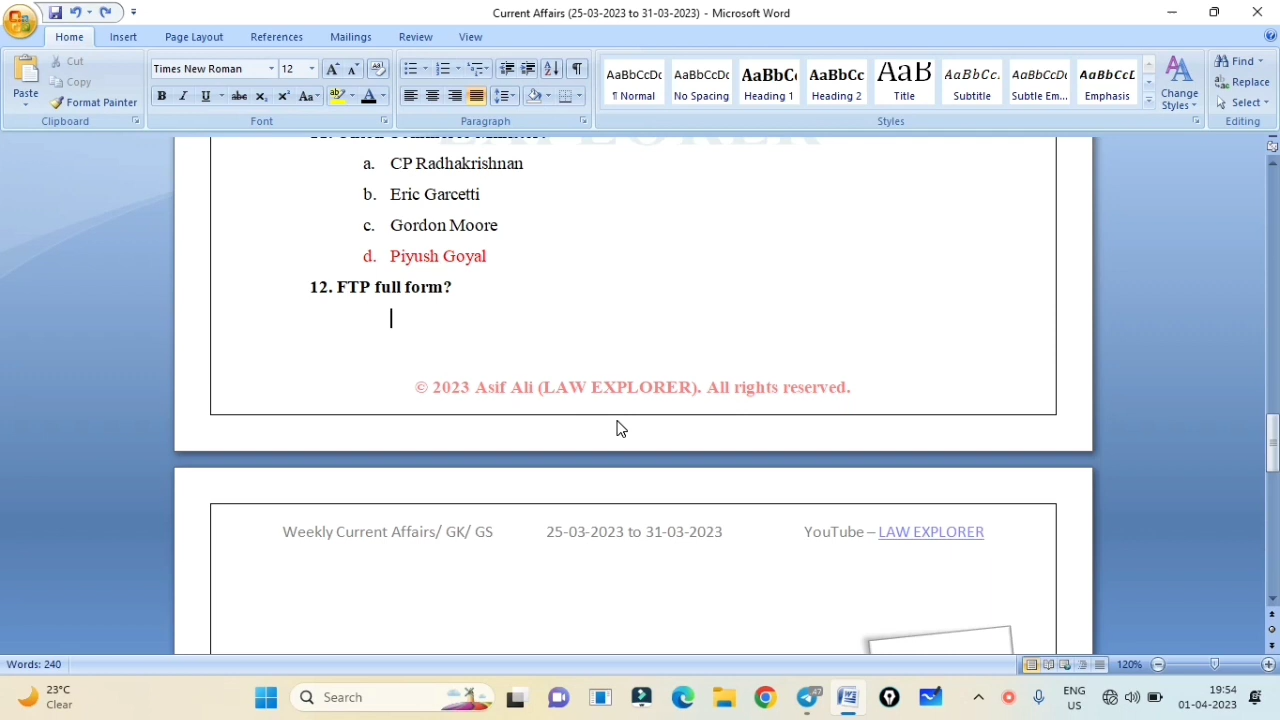 Current Affairs (25-03-2023 to 31-03-2023) - Microsoft Word
Home Insert Page Layout References Mailings Review View
Paste
Cut
Copy
Format Painter
Clipboard
Times New Roman 12
Font
Paragraph
AaBbCcDc AaBbCcDc AaBbC AaBbCc AaB AaBbCc. AaBbCcDc AaBbCcL
¶ Normal No Spacing Heading 1 Heading 2 Title Subtitle Subtle Em... Emphasis
Change Styles
Styles
Find
Replace
Select
Editing
a. CP Radhakrishnan
b. Eric Garcetti
c. Gordon Moore
d. Piyush Goyal
12. FTP full form?
© 2023 Asif Ali (LAW EXPLORER). All rights reserved.
Weekly Current Affairs/ GK/ GS 25-03-2023 to 31-03-2023 YouTube – LAW EXPLORER
Words: 240
120%
23°C
Clear
Search
47
ENG
US
19:54
01-04-2023